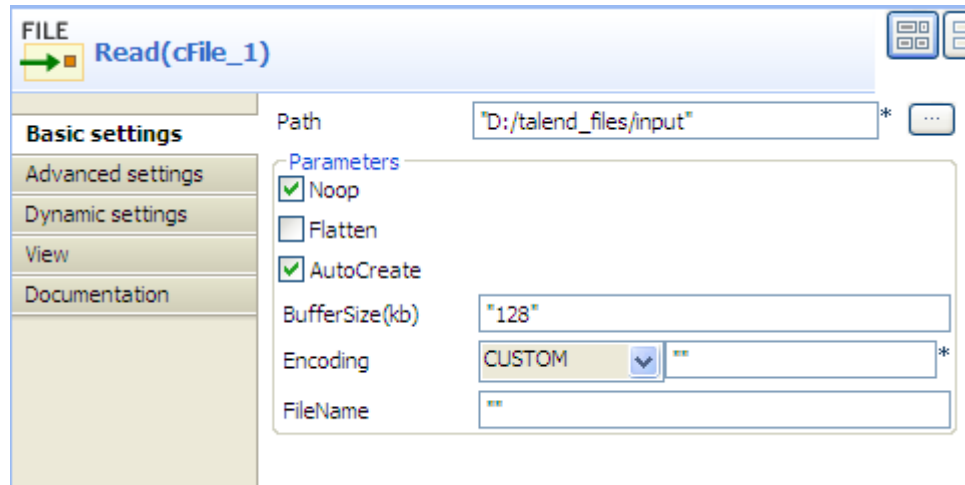 FILE
Read(cFile_1)
Basic settings
Advanced settings
Dynamic settings
View
Documentation
Path "D:/talend_files/input" * ...
Parameters
Noop
Flatten
AutoCreate
BufferSize(kb) "128"
Encoding CUSTOM "" *
FileName ""